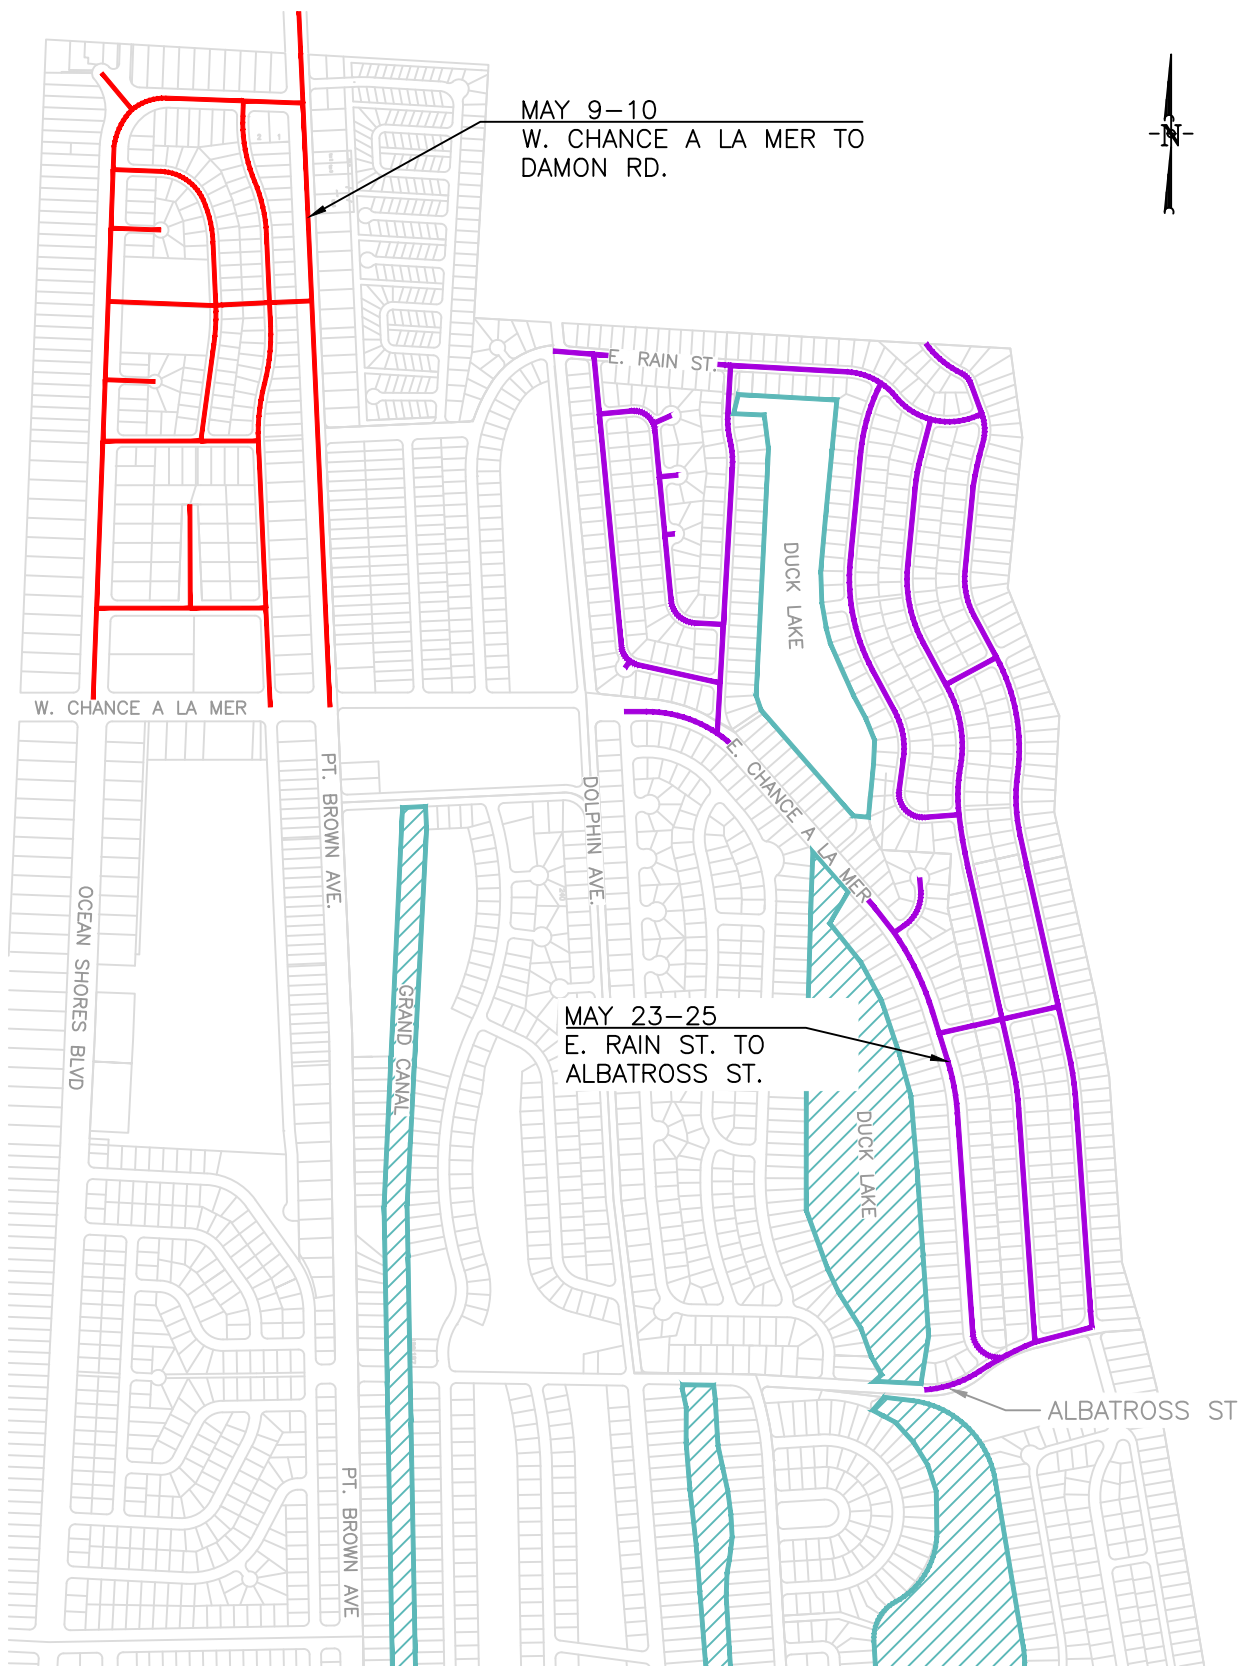 MAY 9-10
W. CHANCE A LA MER TO
DAMON RD.
N
2 1
E. RAIN ST.
DUCK LAKE
W. CHANCE A LA MER
PT. BROWN AVE.
DOLPHIN AVE.
E. CHANCE A LA MER
OCEAN SHORES BLVD
GRAND CANAL
MAY 23-25
E. RAIN ST. TO
ALBATROSS ST.
DUCK LAKE
ALBATROSS ST
PT. BROWN AVE